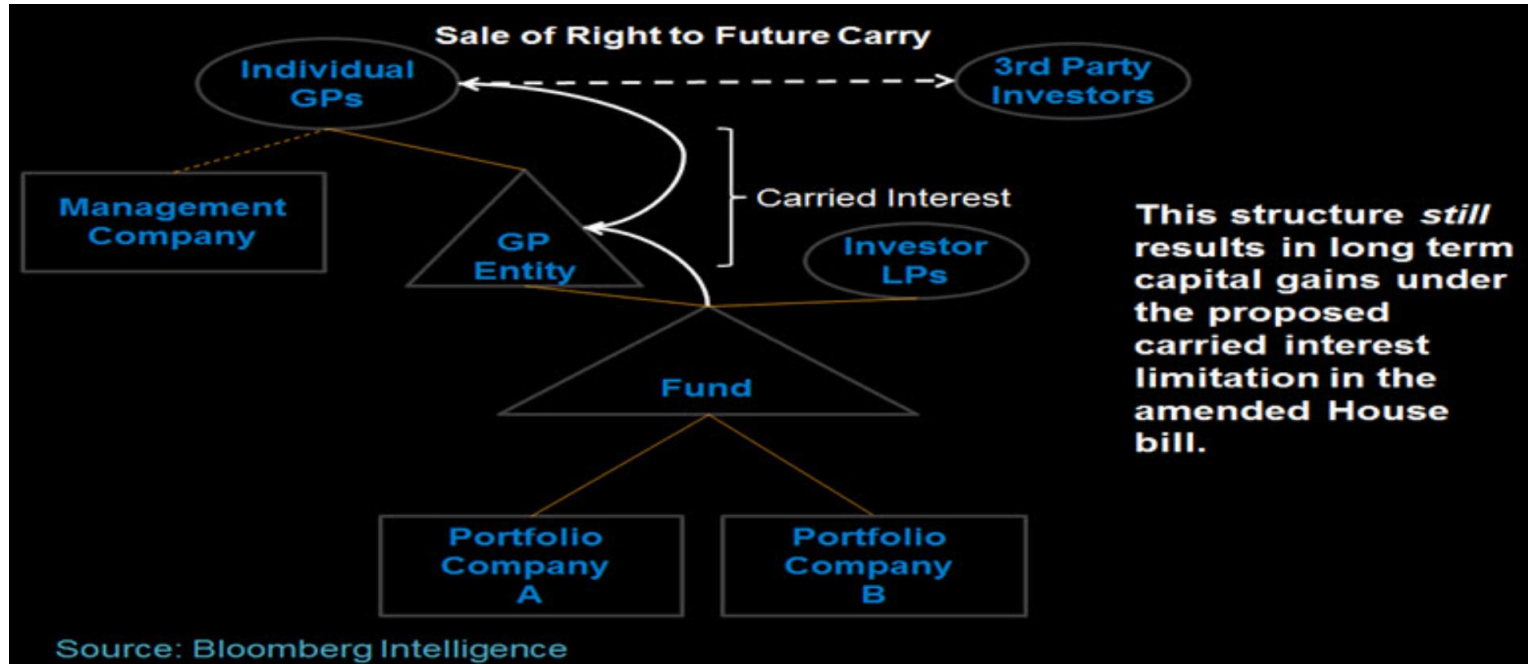 Sale of Right to Future Carry
Individual
GPs
3rd Party
Investors
Management
Company
GP
Entity
Carried Interest
Investor
LPs
This structure still
results in long term
capital gains under
the proposed
carried interest
limitation in the
amended House
bill.
Fund
Portfolio
Company
A
Portfolio
Company
B
Source: Bloomberg Intelligence